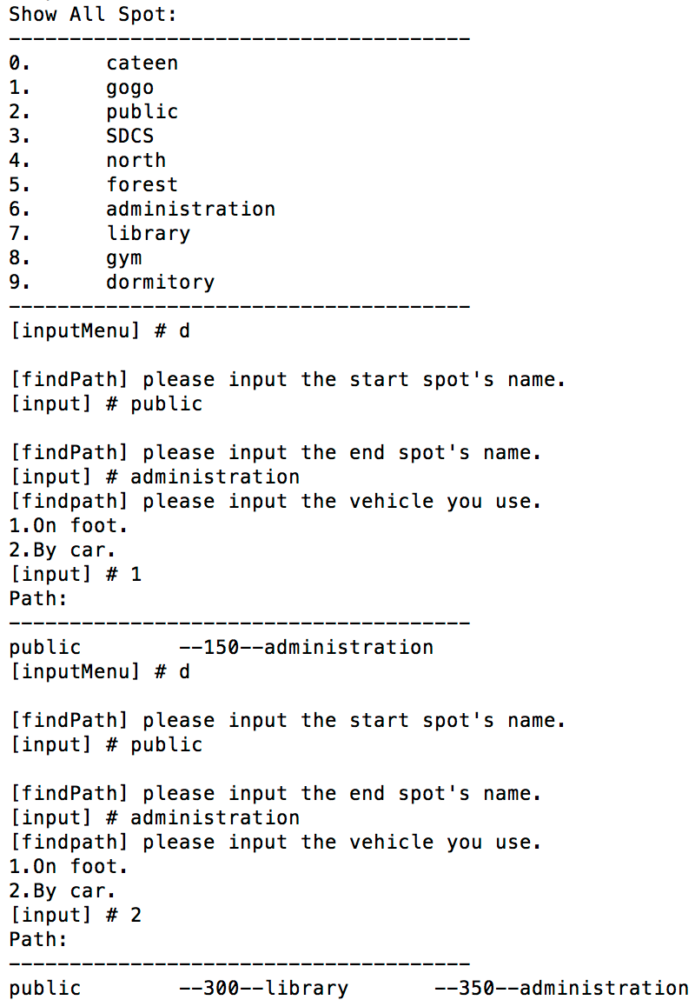 Show All Spot:
--------------------------------------
0.      cateen
1.      gogo
2.      public
3.      SDCS
4.      north
5.      forest
6.      administration
7.      library
8.      gym
9.      dormitory
--------------------------------------
[inputMenu] # d

[findPath] please input the start spot's name.
[input] # public

[findPath] please input the end spot's name.
[input] # administration
[findpath] please input the vehicle you use.
1.On foot.
2.By car.
[input] # 1
Path:
--------------------------------------
public        --150--administration
[inputMenu] # d

[findPath] please input the start spot's name.
[input] # public

[findPath] please input the end spot's name.
[input] # administration
[findpath] please input the vehicle you use.
1.On foot.
2.By car.
[input] # 2
Path:
--------------------------------------
public        --300--library       --350--administration